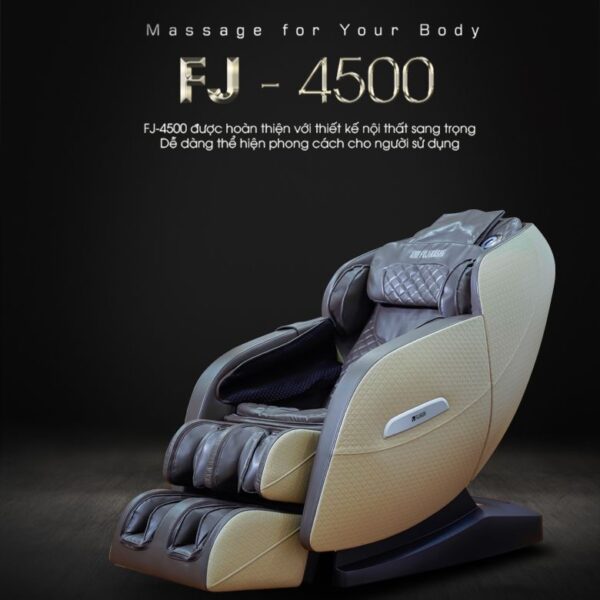 Massage for Your Body
FJ - 4500
FJ-4500 được hoàn thiện với thiết kế nội thất sang trọng
Dễ dàng thể hiện phong cách cho người sử dụng